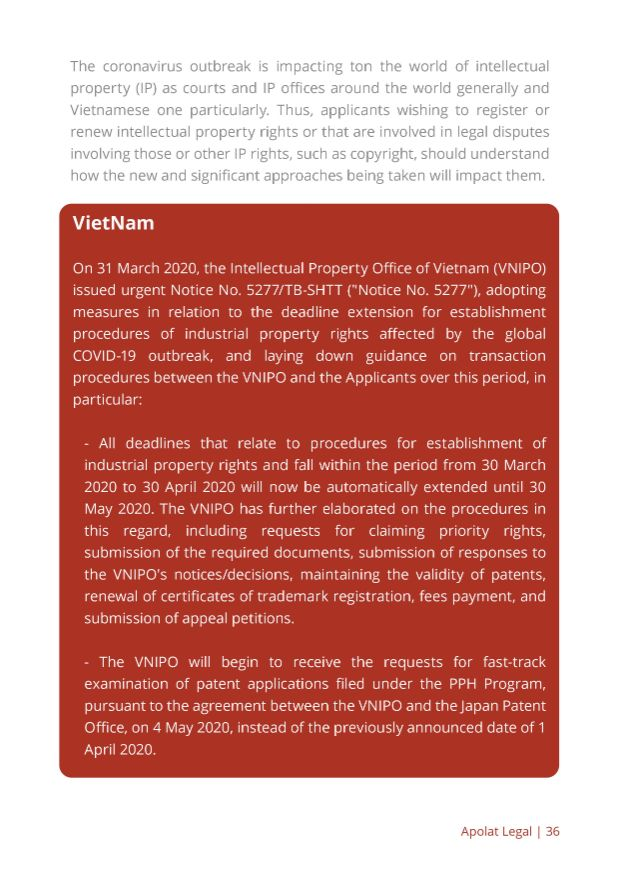 The coronavirus outbreak is impacting ton the world of intellectual
property (IP) as courts and IP offices around the world generally and
Vietnamese one particularly. Thus, applicants wishing to register or
renew intellectual property rights or that are involved in legal disputes
involving those or other IP rights, such as copyright, should understand
how the new and significant approaches being taken will impact them.
VietNam
On 31 March 2020, the Intellectual Property Office of Vietnam (VNIPO)
issued urgent Notice No. 5277/TB-SHTT ("Notice No. 5277"), adopting
measures in relation to the deadline extension for establishment
procedures of industrial property rights affected by the global
COVID-19 outbreak, and laying down guidance on transaction
procedures between the VNIPO and the Applicants over this period, in
particular:
- All deadlines that relate to procedures for establishment of
industrial property rights and fall within the period from 30 March
2020 to 30 April 2020 will now be automatically extended until 30
May 2020. The VNIPO has further elaborated on the procedures in
this regard, including requests for claiming priority rights,
submission of the required documents, submission of responses to
the VNIPO's notices/decisions, maintaining the validity of patents,
renewal of certificates of trademark registration, fees payment, and
submission of appeal petitions.
- The VNIPO will begin to receive the requests for fast-track
examination of patent applications filed under the PPH Program,
pursuant to the agreement between the VNIPO and the Japan Patent
Office, on 4 May 2020, instead of the previously announced date of 1
April 2020.
Apolat Legal | 36